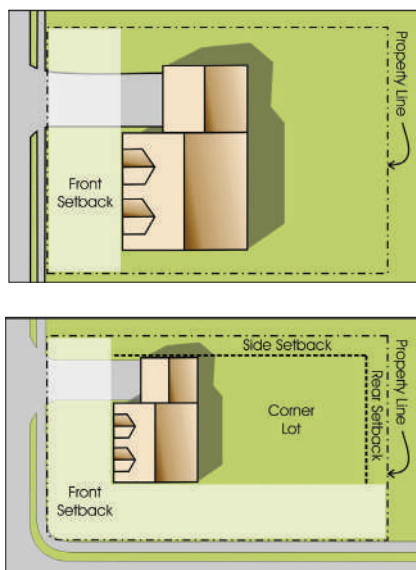 Property Line
Front
Setback
Side Setback
Rear Setback
Property Line
Corner
Lot
Front
Setback